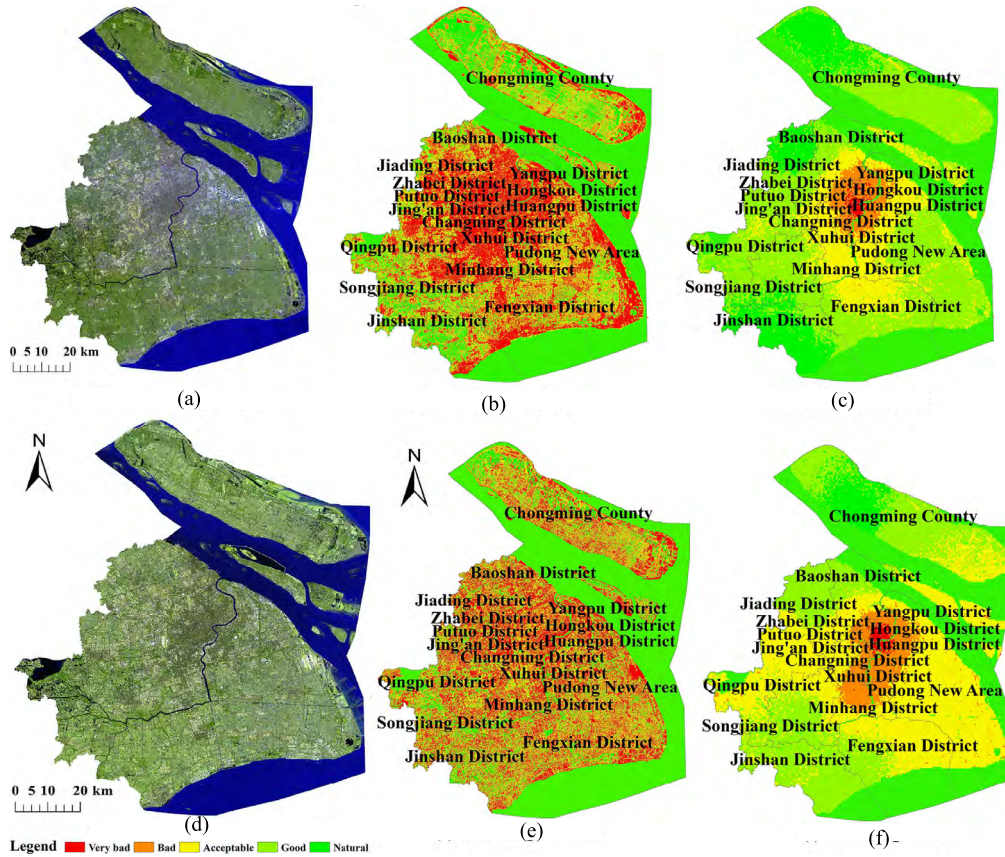 Chongming County
Baoshan District
Jiading District
Yangpu District
Zhabei District
Hongkou District
Putuo District
Huangpu District
Jing'an District
Changning District
Xuhui District
Qingpu District
Pudong New Area
Minhang District
Songjiang District
Fengxian District
Jinshan District
0 5 10 20 km
(a)
(b)
Chongming County
Baoshan District
Jiading District
Yangpu District
Zhabei District
Hongkou District
Putuo District
Huangpu District
Jing'an District
Changning District
Xuhui District
Qingpu District
Pudong New Area
Minhang District
Songjiang District
Fengxian District
Jinshan District
(c)
N
0 5 10 20 km
(d)
N
Chongming County
Baoshan District
Jiading District
Yangpu District
Zhabei District
Hongkou District
Putuo District
Huangpu District
Jing'an District
Changning District
Xuhui District
Qingpu District
Pudong New Area
Minhang District
Songjiang District
Fengxian District
Jinshan District
(e)
Chongming County
Baoshan District
Jiading District
Yangpu District
Zhabei District
Hongkou District
Putuo District
Huangpu District
Jing'an District
Changning District
Xuhui District
Qingpu District
Pudong New Area
Minhang District
Songjiang District
Fengxian District
Jinshan District
(f)
Legend Very bad Bad Acceptable Good Natural